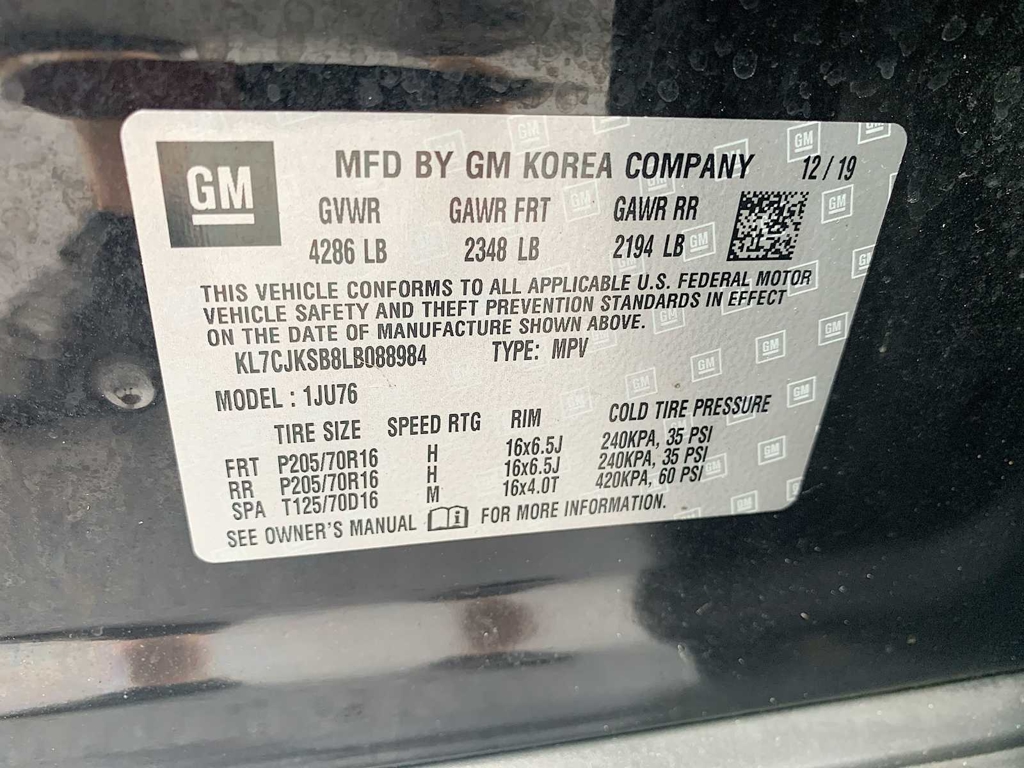 GM
MFD BY GM KOREA COMPANY 12 / 19
GVWR GAWR FRT GAWR RR
4286 LB 2348 LB 2194 LB
THIS VEHICLE CONFORMS TO ALL APPLICABLE U.S. FEDERAL MOTOR
VEHICLE SAFETY AND THEFT PREVENTION STANDARDS IN EFFECT
ON THE DATE OF MANUFACTURE SHOWN ABOVE.
KL7CJKSB8LB088984 TYPE: MPV
MODEL : 1JU76
TIRE SIZE SPEED RTG RIM COLD TIRE PRESSURE
FRT P205/70R16 H 16x6.5J 240KPA, 35 PSI
RR P205/70R16 H 16x6.5J 240KPA, 35 PSI
SPA T125/70D16 M 16x4.0T 420KPA, 60 PSI
SEE OWNER'S MANUAL i FOR MORE INFORMATION.